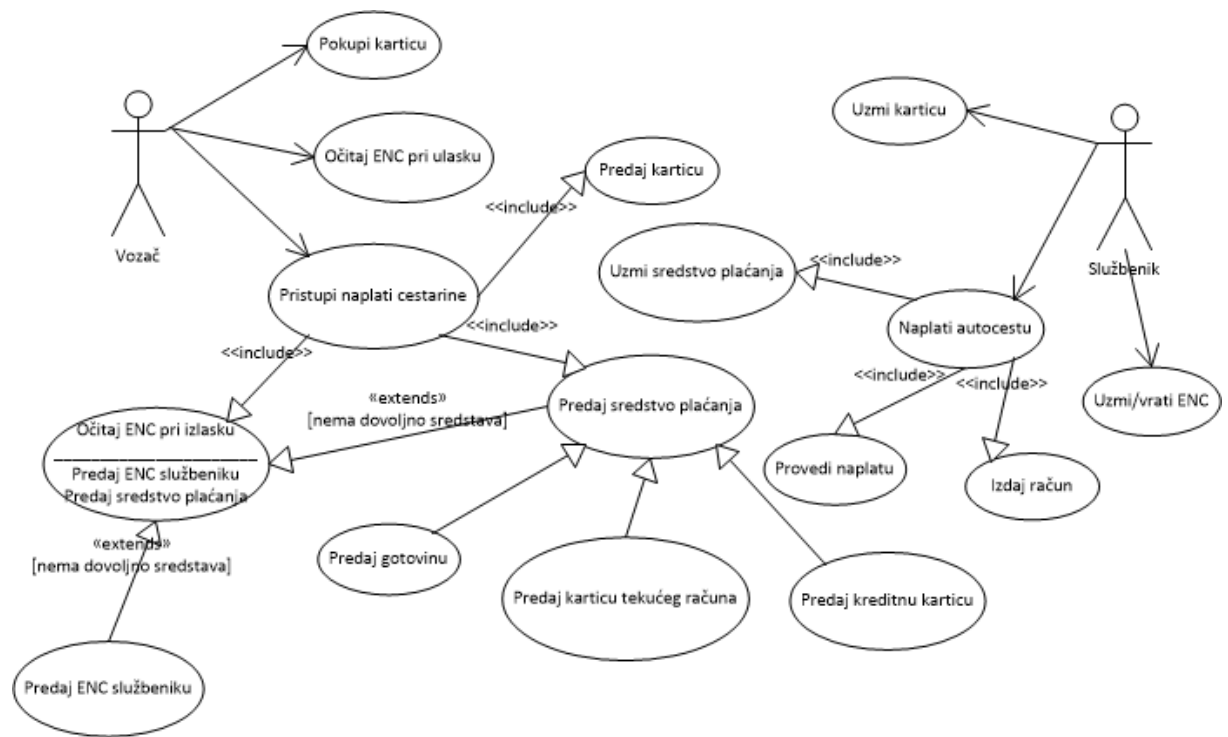 Pokupi karticu
Uzmi karticu
Očitaj ENC pri ulasku
Predaj karticu
<<include>>
Vozač
Uzmi sredstvo plaćanja
<<include>>
Službenik
Pristupi naplati cestarine
<<include>>
Naplati autocestu
<<include>>
<<include>>
<<include>>
«extends»
[nema dovoljno sredstava]
Predaj sredstvo plaćanja
Uzmi/vrati ENC
Očitaj ENC pri izlasku
Predaj ENC službeniku
Predaj sredstvo plaćanja
Provedi naplatu
Izdaj račun
«extends»
[nema dovoljno sredstava]
Predaj gotovinu
Predaj karticu tekućeg računa
Predaj kreditnu karticu
Predaj ENC službeniku